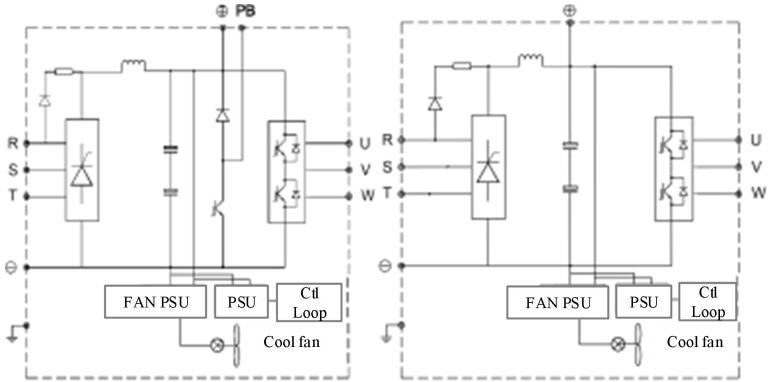 ⊕ PB
R
S
T
U
V
W
⊖
FAN PSU
PSU
Ctl
Loop
Cool fan
⊕
R
S
T
U
V
W
⊖
FAN PSU
PSU
Ctl
Loop
Cool fan